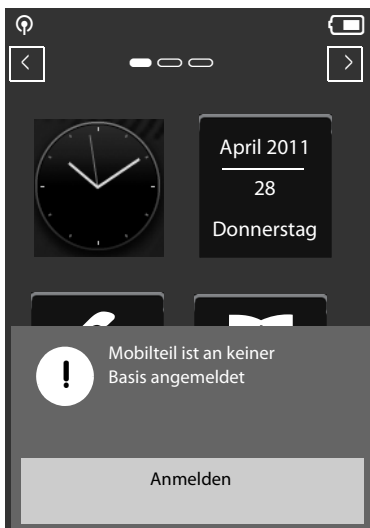 April 2011
28
Donnerstag
Mobilteil ist an keiner
Basis angemeldet
Anmelden